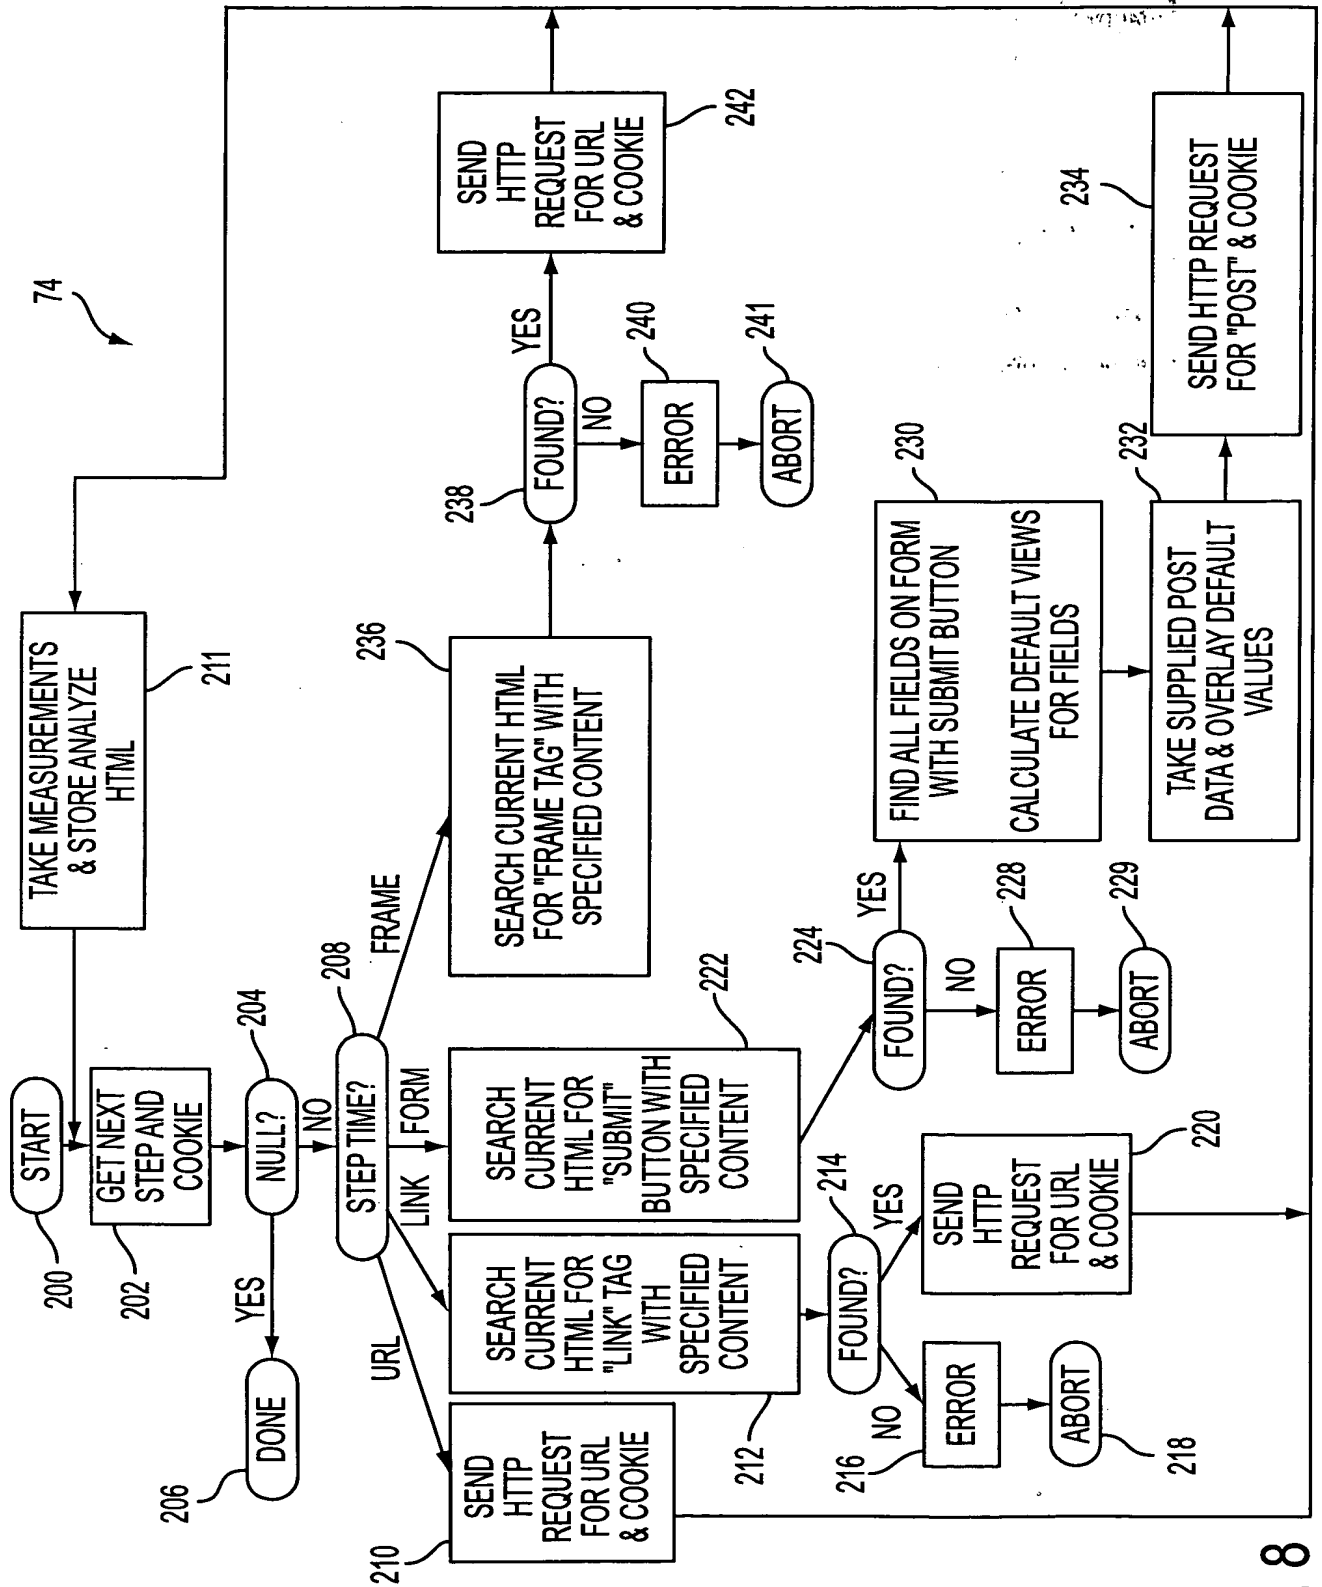 74
START
200
GET NEXT
STEP AND
COOKIE
202
TAKE MEASUREMENTS
& STORE ANALYZE
HTML
211
NULL?
204
YES
NO
DONE
206
STEP TIME?
208
URL
LINK
FORM
FRAME
SEND
HTTP
REQUEST
FOR URL
& COOKIE
210
SEARCH
CURRENT
HTML FOR
"LINK" TAG
WITH
SPECIFIED
CONTENT
212
SEARCH
CURRENT
HTML FOR
"SUBMIT"
BUTTON WITH
SPECIFIED
CONTENT
222
SEARCH CURRENT HTML
FOR "FRAME TAG" WITH
SPECIFIED CONTENT
236
FOUND?
238
YES
NO
SEND
HTTP
REQUEST
FOR URL
& COOKIE
242
ERROR
240
ABORT
241
FOUND?
214
NO
YES
ERROR
216
ABORT
218
SEND
HTTP
REQUEST
FOR URL
& COOKIE
220
FOUND?
224
YES
NO
ERROR
228
ABORT
229
FIND ALL FIELDS ON FORM
WITH SUBMIT BUTTON
CALCULATE DEFAULT VIEWS
FOR FIELDS
230
TAKE SUPPLIED POST
DATA & OVERLAY DEFAULT
VALUES
232
SEND HTTP REQUEST
FOR "POST" & COOKIE
234
8